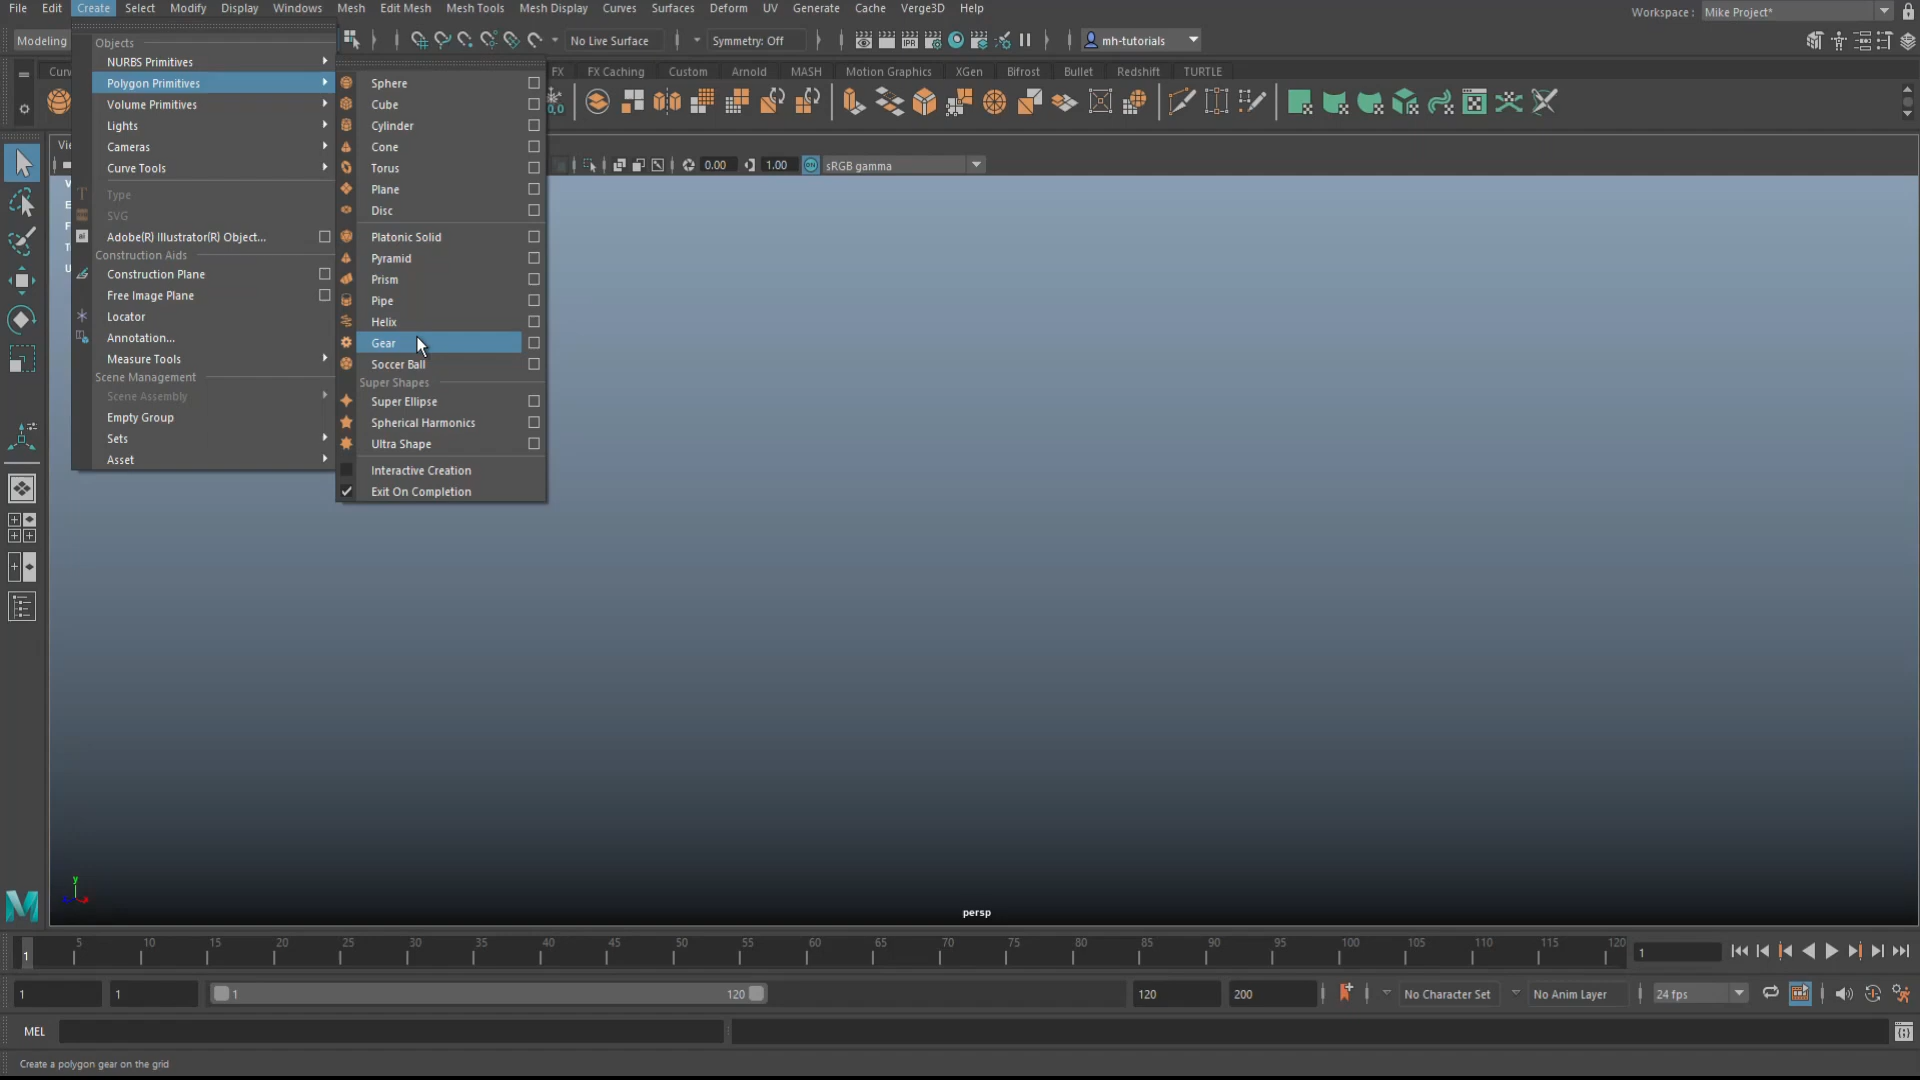 File Edit Create Select Modify Display Windows Mesh Edit Mesh Mesh Tools Mesh Display Curves Surfaces Deform UV Generate Cache Verge3D Help
Workspace : Mike Project*
Modeling
No Live Surface
Symmetry: Off
IPR
mh-tutorials
FX FX Caching Custom Arnold MASH Motion Graphics XGen Bifrost Bullet Redshift TURTLE
0.00
1.00
ON
sRGB gamma
Objects
NURBS Primitives
Polygon Primitives
Volume Primitives
Lights
Cameras
Curve Tools
Type
SVG
Adobe(R) Illustrator(R) Object...
Construction Aids
Construction Plane
Free Image Plane
Locator
Annotation...
Measure Tools
Scene Management
Scene Assembly
Empty Group
Sets
Asset
Sphere
Cube
Cylinder
Cone
Torus
Plane
Disc
Platonic Solid
Pyramid
Prism
Pipe
Helix
Gear
Soccer Ball
Super Shapes
Super Ellipse
Spherical Harmonics
Ultra Shape
Interactive Creation
Exit On Completion
y
persp
5 10 15 20 25 30 35 40 45 50 55 60 65 70 75 80 85 90 95 100 105 110 115 120
1
1
1 1 1 120 120 200 No Character Set No Anim Layer 24 fps
MEL
Create a polygon gear on the grid